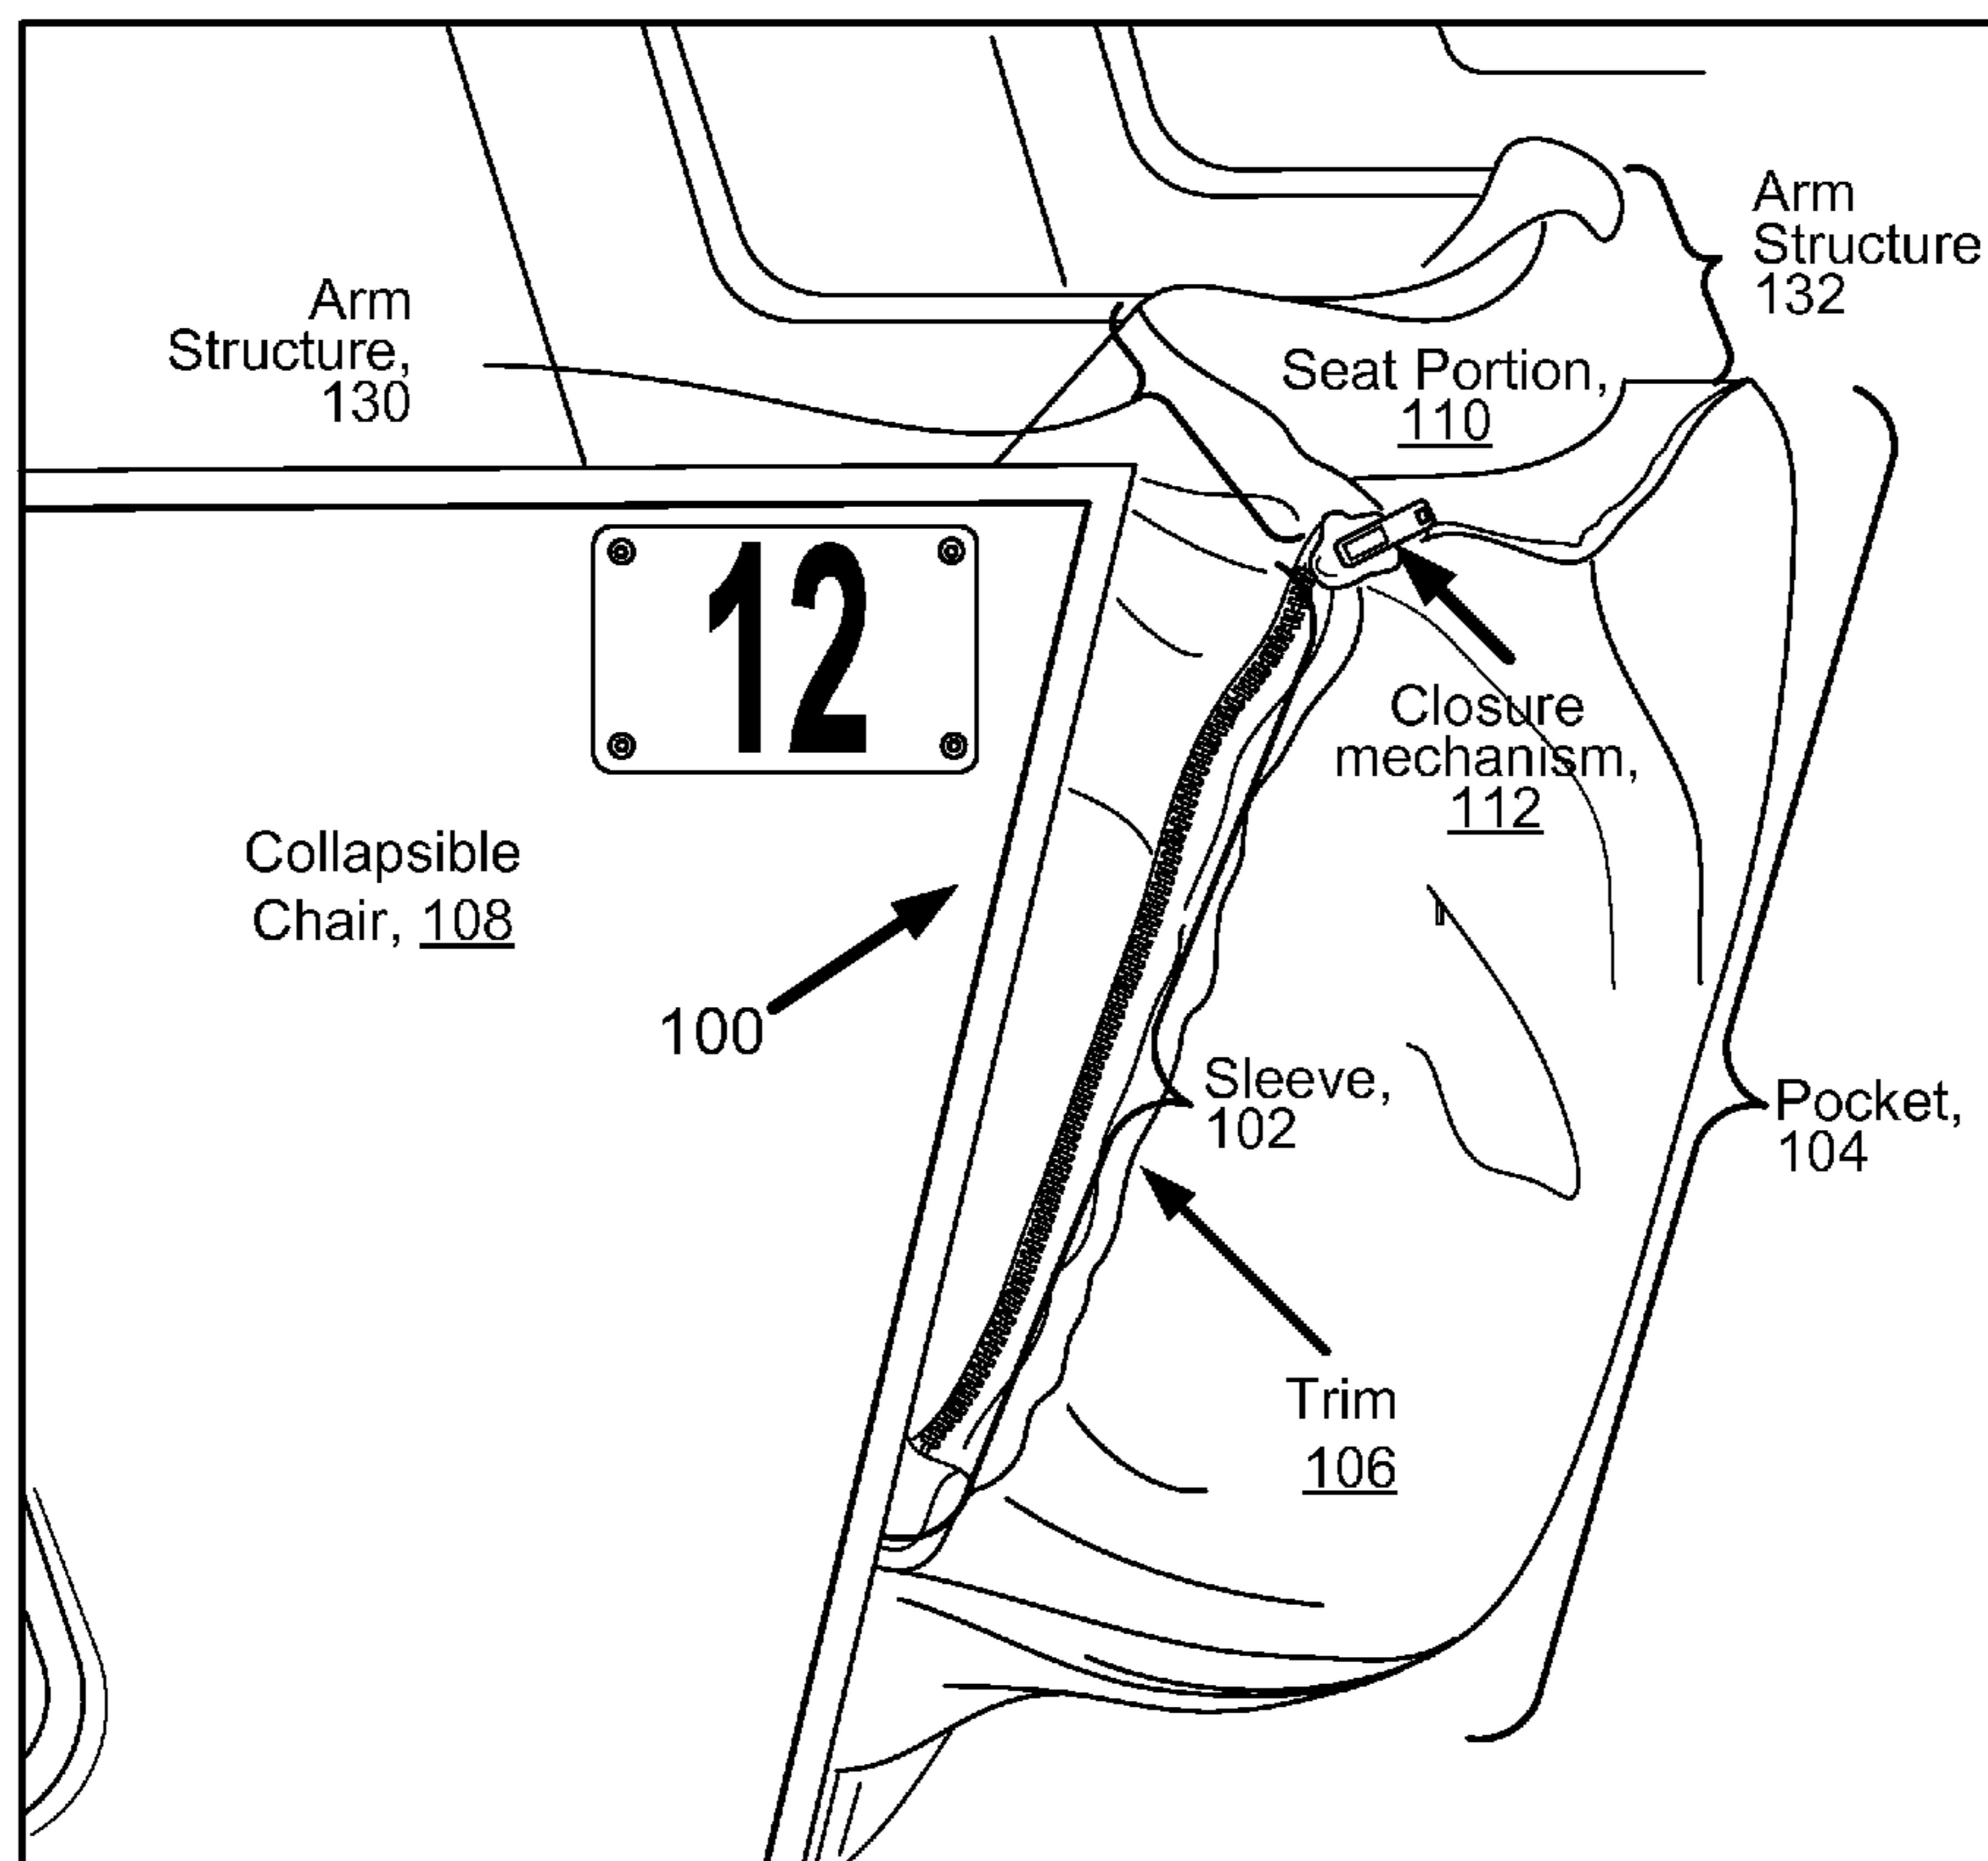 Arm
Structure
132
Arm
Structure,
130
Seat Portion,
110
12
Closure
mechanism,
112
Collapsible
Chair, 108
100
Sleeve,
102
Pocket,
104
Trim
106